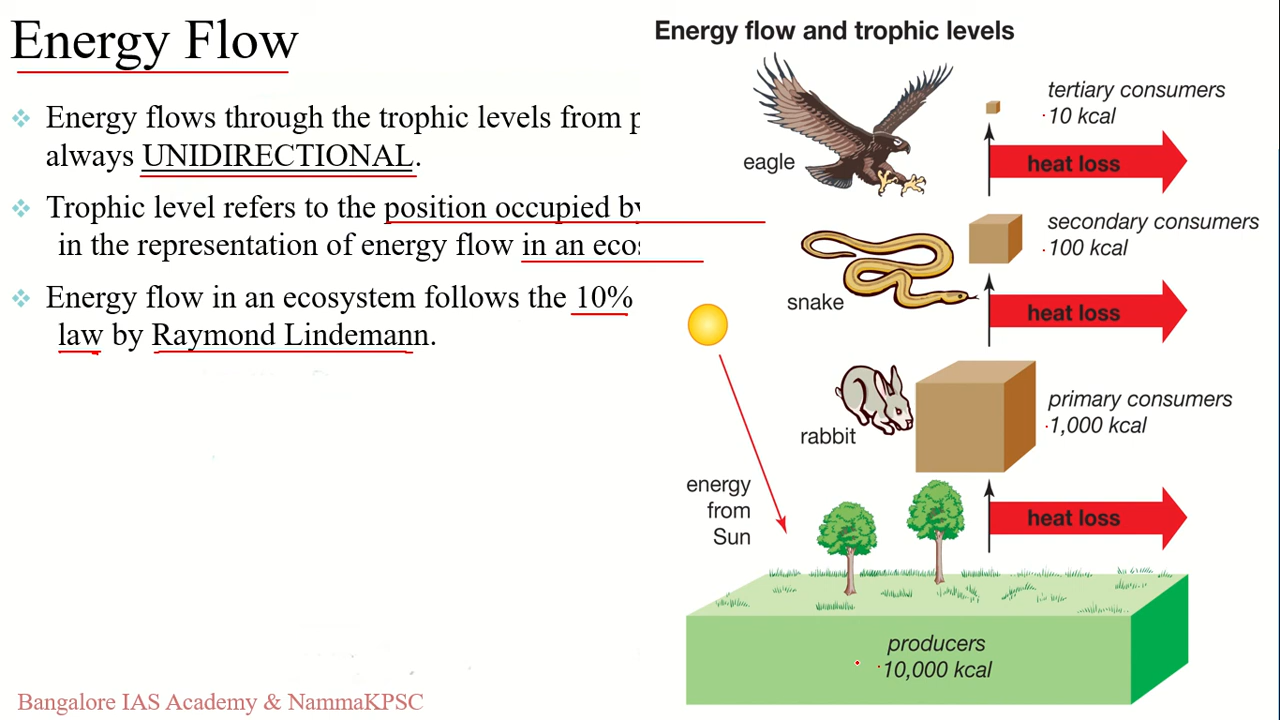 Energy Flow
Energy flows through the trophic levels from
always UNIDIRECTIONAL.
Trophic level refers to the position occupied by
in the representation of energy flow in an
Energy flow in an ecosystem follows the 10%
law by Raymond Lindemann.
Bangalore IAS Academy & NammaKPSC
Energy flow and trophic levels
tertiary consumers
10 kcal
eagle
heat loss
secondary consumers
100 kcal
snake
heat loss
primary consumers
1,000 kcal
rabbit
energy
from
Sun
heat loss
producers
10,000 kcal